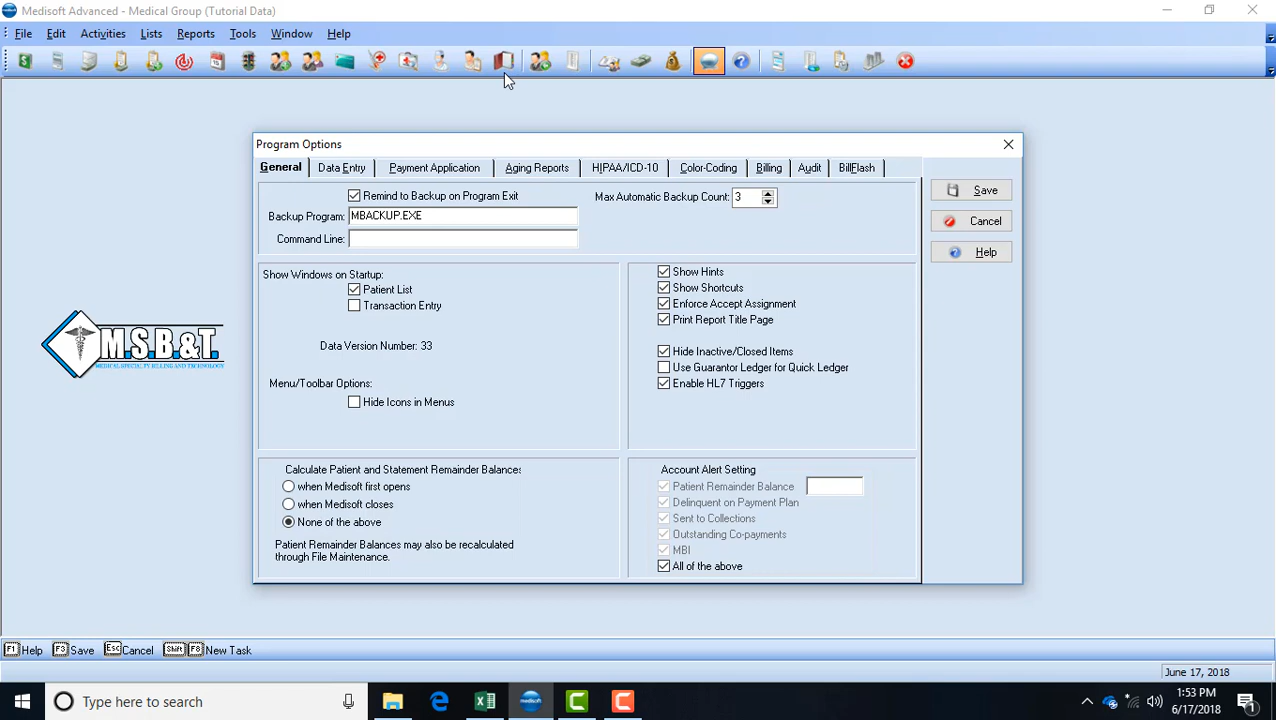 Medisoft Advanced - Medical Group (Tutorial Data)
File Edit Activities Lists Reports Tools Window Help
Program Options
General Data Entry Payment Application Aging Reports HIPAA/ICD-10 Color-Coding Billing Audit BillFlash
Remind to Backup on Program Exit
Max Automatic Backup Count: 3
Backup Program: MBACKUP.EXE
Command Line:
Save
Cancel
Help
Show Windows on Startup:
Patient List
Transaction Entry
Data Version Number: 33
Menu/Toolbar Options:
Hide Icons in Menus
Show Hints
Show Shortcuts
Enforce Accept Assignment
Print Report Title Page
Hide Inactive/Closed Items
Use Guarantor Ledger for Quick Ledger
Enable HL7 Triggers
Calculate Patient and Statement Remainder Balances:
when Medisoft first opens
when Medisoft closes
None of the above
Patient Remainder Balances may also be recalculated
through File Maintenance.
Account Alert Setting
Patient Remainder Balance
Delinquent on Payment Plan
Sent to Collections
Outstanding Co-payments
MBI
All of the above
M.S.B.&T.
MEDICAL SPECIALTY BILLING AND TECHNOLOGY
F1 Help F3 Save Esc Cancel Shift F8 New Task
June 17, 2018
Type here to search
1:53 PM
6/17/2018
1